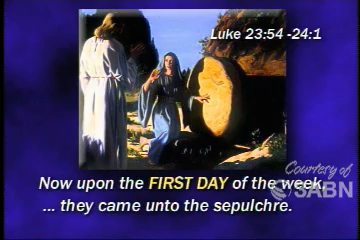 Luke 23:54 -24:1
Courtesy of
3ABN
Now upon the FIRST DAY of the week,
... they came unto the sepulchre.